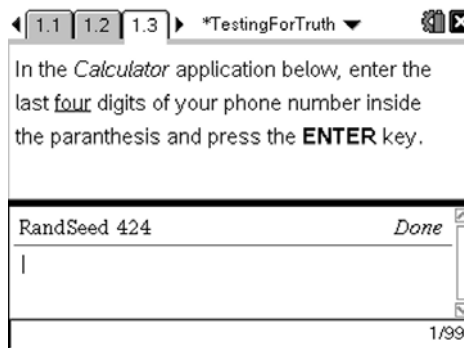 1.1 1.2 1.3 *TestingForTruth
In the Calculator application below, enter the
last four digits of your phone number inside
the paranthesis and press the ENTER key.
RandSeed 424 Done
1/99